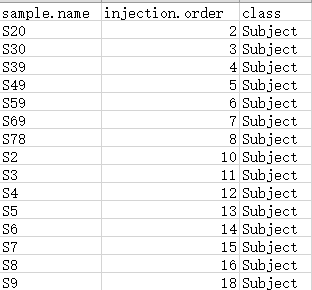 sample.name injection.order class
S20 2 Subject
S30 3 Subject
S39 4 Subject
S49 5 Subject
S59 6 Subject
S69 7 Subject
S78 8 Subject
S2 10 Subject
S3 11 Subject
S4 12 Subject
S5 13 Subject
S6 14 Subject
S7 15 Subject
S8 16 Subject
S9 18 Subject